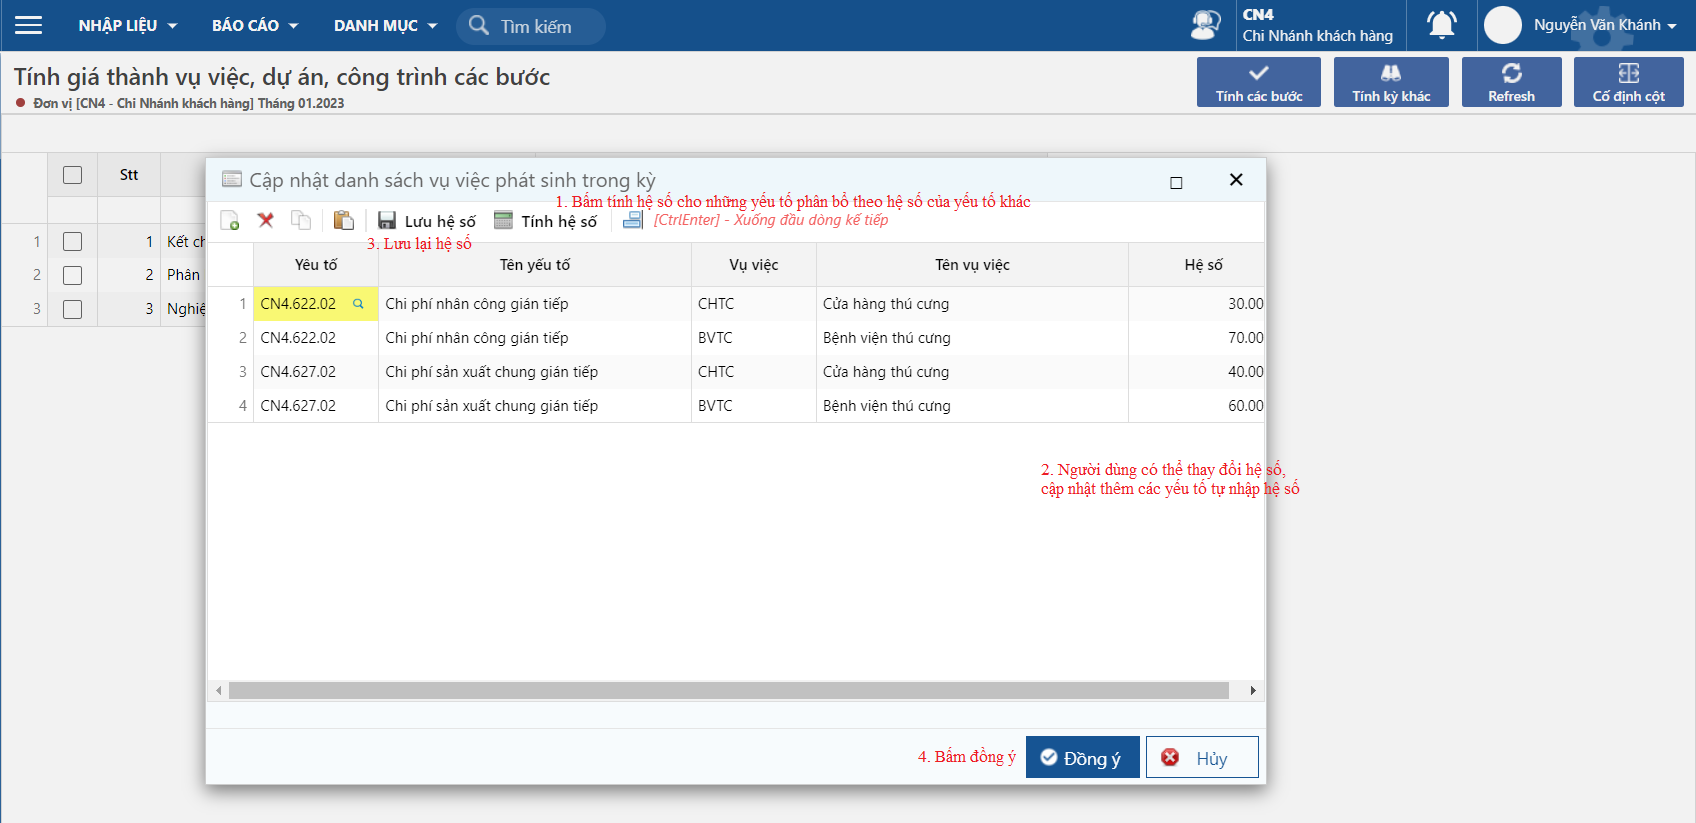 NHẬP LIỆU
BÁO CÁO
DANH MỤC
Tìm kiếm
CN4
Chi Nhánh khách hàng
Nguyễn Văn Khánh
Tính giá thành vụ việc, dự án, công trình các bước
Đơn vị [CN4 - Chi Nhánh khách hàng] Tháng 01.2023
Tính các bước
Tính kỳ khác
Refresh
Cố định cột
Stt
1 1 Kết ch
2 2 Phân
3 3 Nghiệ
Cập nhật danh sách vụ việc phát sinh trong kỳ
1. Bấm tính hệ số cho những yếu tố phân bổ theo hệ số của yếu tố khác
Lưu hệ số
Tính hệ số
[CtrlEnter] - Xuống đầu dòng kế tiếp
3. Lưu lại hệ số
Yêu tố Tên yếu tố Vụ việc Tên vụ việc Hệ số
1 CN4.622.02 Chi phí nhân công gián tiếp CHTC Cửa hàng thú cưng 30.00
2 CN4.622.02 Chi phí nhân công gián tiếp BVTC Bệnh viện thú cưng 70.00
3 CN4.627.02 Chi phí sản xuất chung gián tiếp CHTC Cửa hàng thú cưng 40.00
4 CN4.627.02 Chi phí sản xuất chung gián tiếp BVTC Bệnh viện thú cưng 60.00
2. Người dùng có thể thay đổi hệ số,
cập nhật thêm các yếu tố tự nhập hệ số
4. Bấm đồng ý
Đồng ý
Hủy